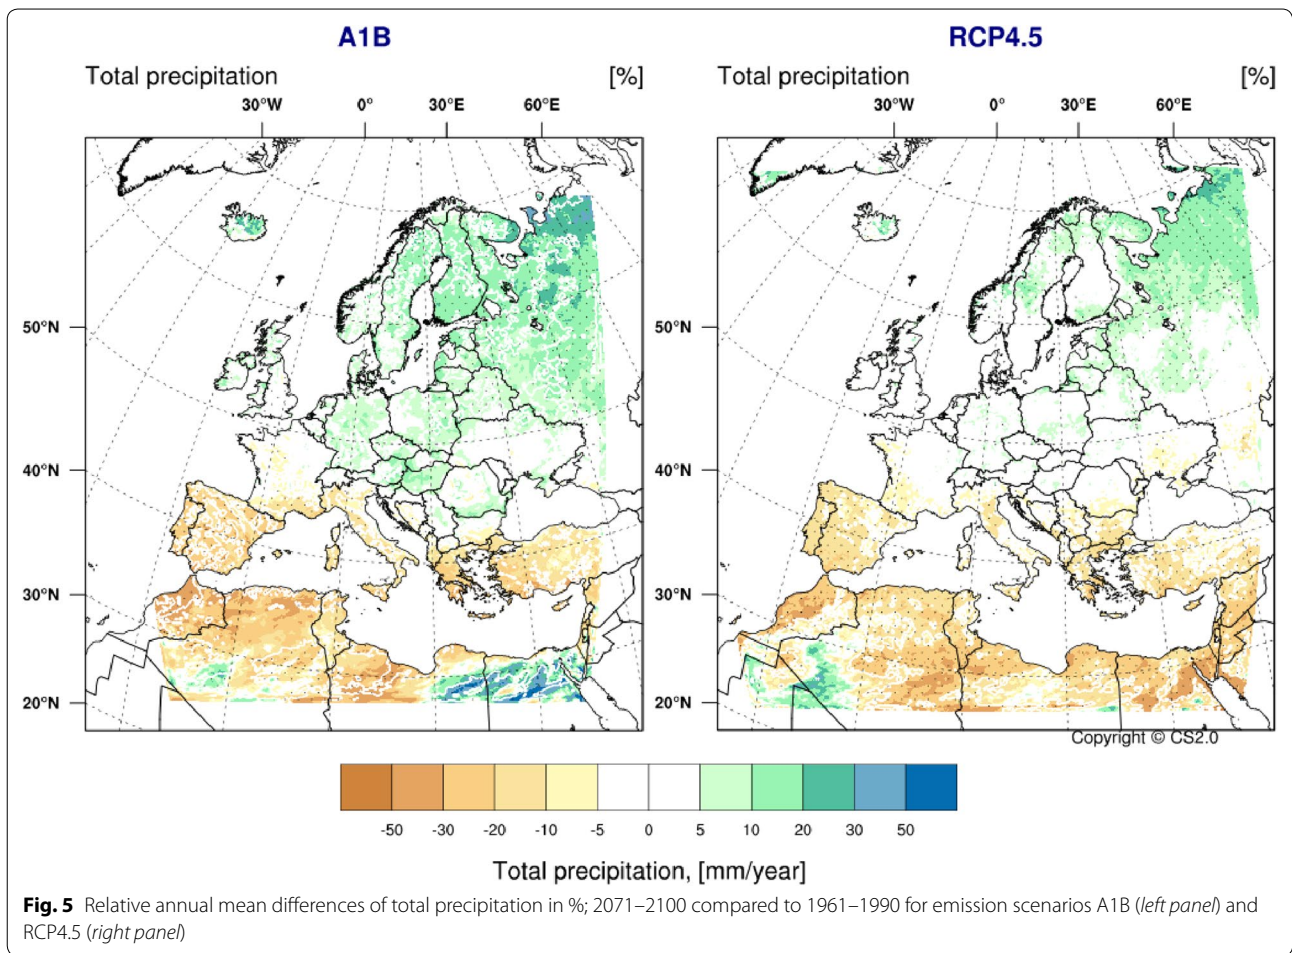 A1B
RCP4.5
Total precipitation [%]
Total precipitation [%]
30°W 0° 30°E 60°E
30°W 0° 30°E 60°E
50°N
40°N
30°N
20°N
50°N
40°N
30°N
20°N
Copyright © CS2.0
-50 -30 -20 -10 -5 0 5 10 20 30 50
Total precipitation, [mm/year]
Fig. 5 Relative annual mean differences of total precipitation in %; 2071–2100 compared to 1961–1990 for emission scenarios A1B (left panel) and
RCP4.5 (right panel)